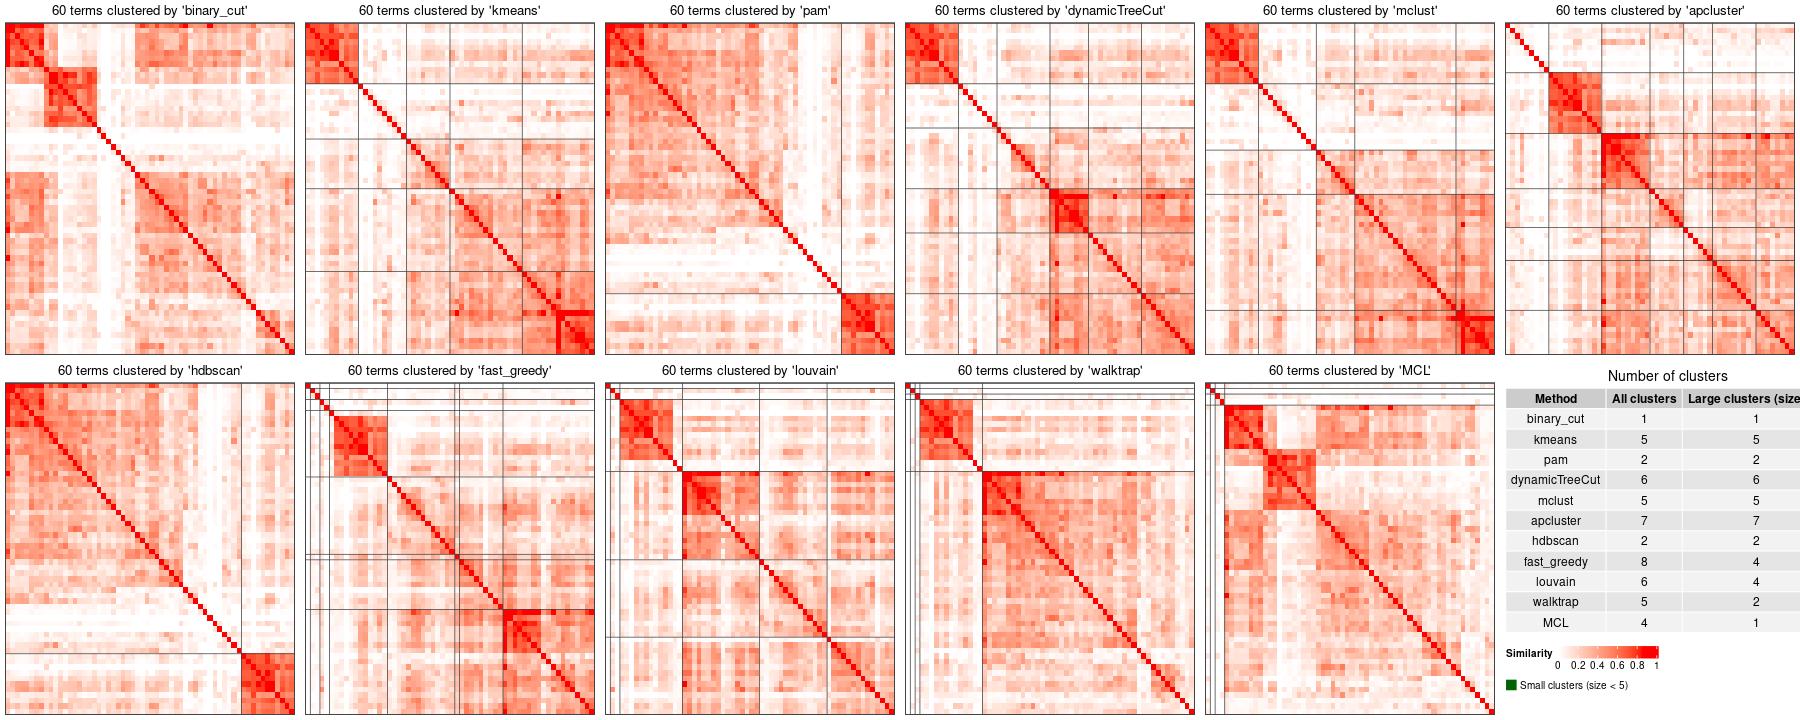 60 terms clustered by 'binary_cut'
60 terms clustered by 'kmeans'
60 terms clustered by 'pam'
60 terms clustered by 'dynamicTreeCut'
60 terms clustered by 'mclust'
60 terms clustered by 'apcluster'
60 terms clustered by 'hdbscan'
60 terms clustered by 'fast_greedy'
60 terms clustered by 'louvain'
60 terms clustered by 'walktrap'
60 terms clustered by 'MCL'
Number of clusters
Method All clusters Large clusters (size
binary_cut 1 1
kmeans 5 5
pam 2 2
dynamicTreeCut 6 6
mclust 5 5
apcluster 7 7
hdbscan 2 2
fast_greedy 8 4
louvain 6 4
walktrap 5 2
MCL 4 1
Similarity
0 0.2 0.4 0.6 0.8 1
Small clusters (size < 5)